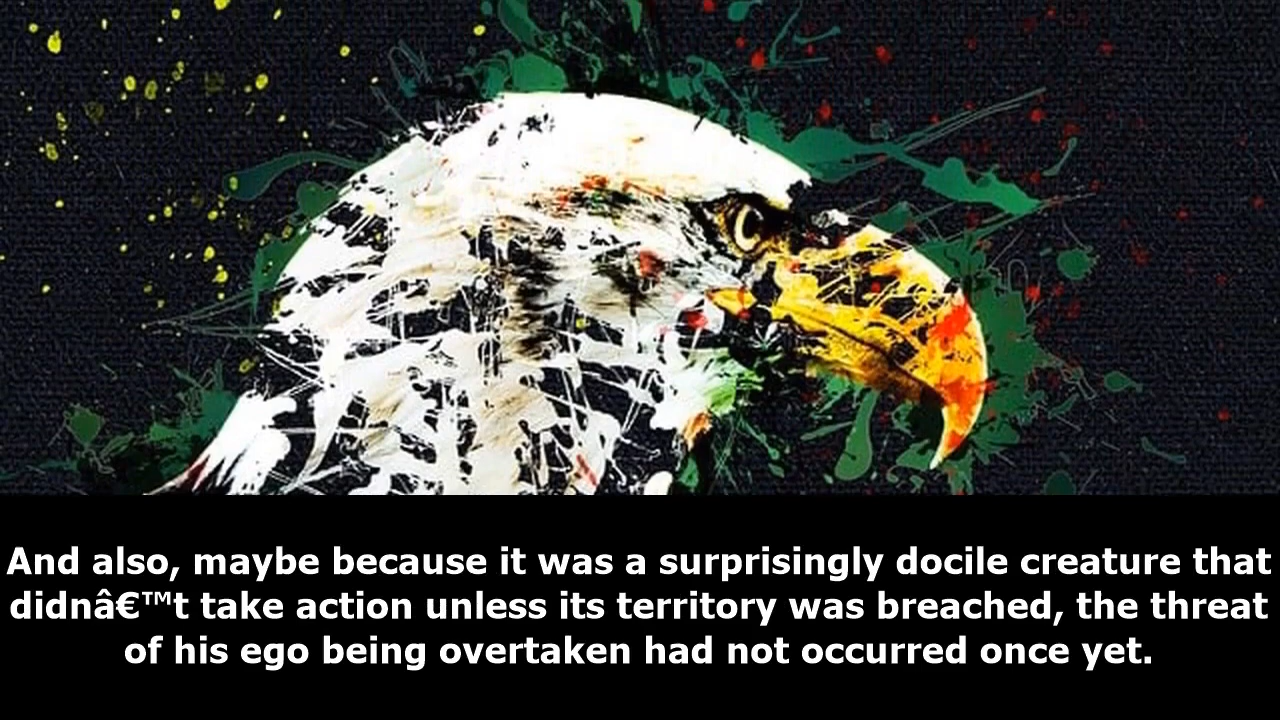 And also, maybe because it was a surprisingly docile creature that
didnâ€™t take action unless its territory was breached, the threat
of his ego being overtaken had not occurred once yet.